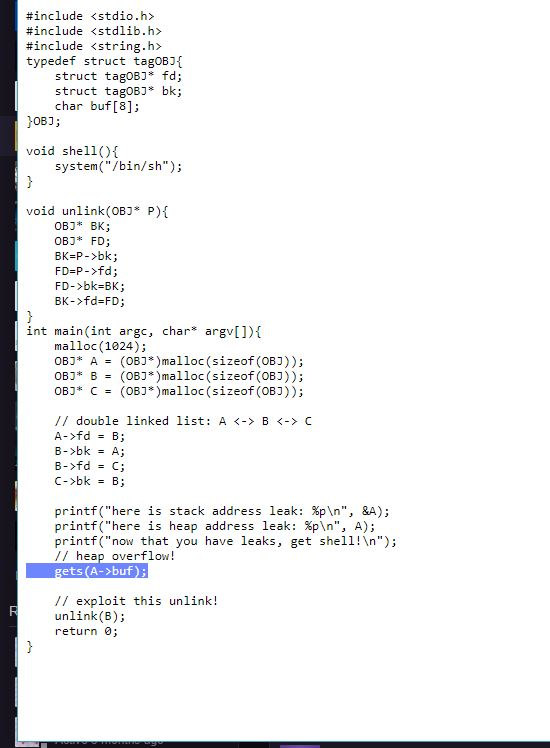 #include <stdio.h>
#include <stdlib.h>
#include <string.h>
typedef struct tagOBJ{
    struct tagOBJ* fd;
    struct tagOBJ* bk;
    char buf[8];
}OBJ;

void shell(){
    system("/bin/sh");
}

void unlink(OBJ* P){
    OBJ* BK;
    OBJ* FD;
    BK=P->bk;
    FD=P->fd;
    FD->bk=BK;
    BK->fd=FD;
}
int main(int argc, char* argv[]){
    malloc(1024);
    OBJ* A = (OBJ*)malloc(sizeof(OBJ));
    OBJ* B = (OBJ*)malloc(sizeof(OBJ));
    OBJ* C = (OBJ*)malloc(sizeof(OBJ));

    // double linked list: A <-> B <-> C
    A->fd = B;
    B->bk = A;
    B->fd = C;
    C->bk = B;

    printf("here is stack address leak: %p\n", &A);
    printf("here is heap address leak: %p\n", A);
    printf("now that you have leaks, get shell!\n");
    // heap overflow!
    gets(A->buf);

    // exploit this unlink!
    unlink(B);
    return 0;
}